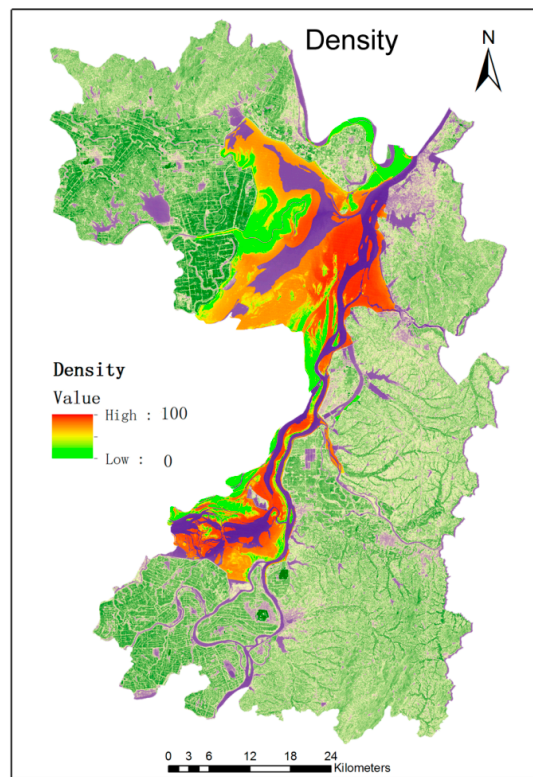 Density
N
Density
Value
High : 100
Low : 0
0 3 6 12 18 24
Kilometers